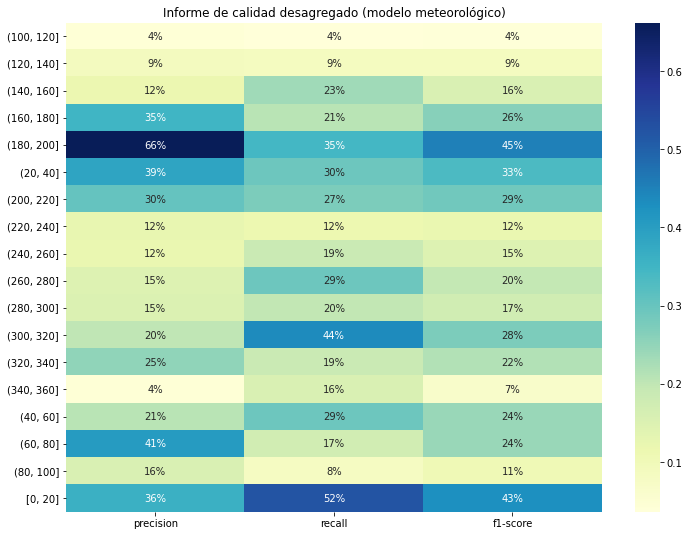 Informe de calidad desagregado (modelo meteorológico)
(100, 120] 4% 4% 4%
(120, 140] 9% 9% 9%
(140, 160] 12% 23% 16%
(160, 180] 35% 21% 26%
(180, 200] 66% 35% 45%
(20, 40] 39% 30% 33%
(200, 220] 30% 27% 29%
(220, 240] 12% 12% 12%
(240, 260] 12% 19% 15%
(260, 280] 15% 29% 20%
(280, 300] 15% 20% 17%
(300, 320] 20% 44% 28%
(320, 340] 25% 19% 22%
(340, 360] 4% 16% 7%
(40, 60] 21% 29% 24%
(60, 80] 41% 17% 24%
(80, 100] 16% 8% 11%
[0, 20] 36% 52% 43%
precision recall f1-score
0.6
0.5
0.4
0.3
0.2
0.1